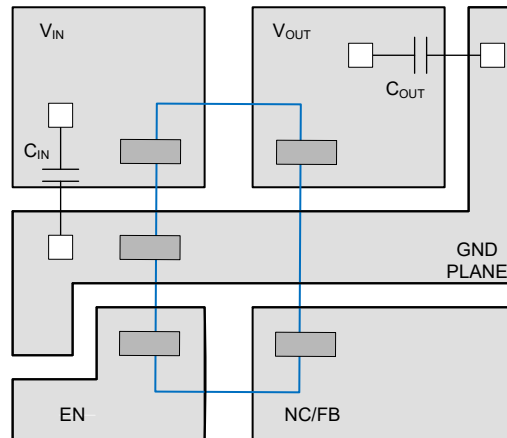 VIN
VOUT
COUT
CIN
GND
PLANE
EN
NC/FB